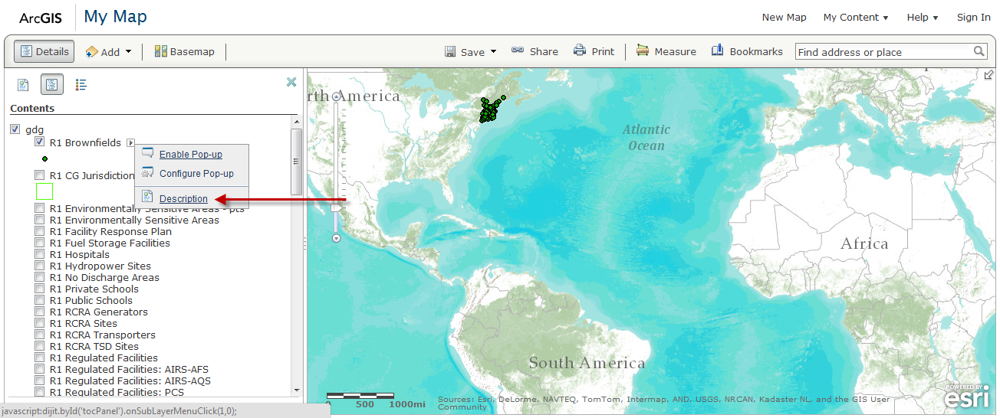 ArcGIS My Map New Map My Content Help Sign In
Details Add Basemap Save Share Print Measure Bookmarks Find address or place
Contents
gdg
R1 Brownfields
Enable Pop-up
Configure Pop-up
Description
R1 CG Jurisdiction
R1 Environmentally Sensitive Areas - pts
R1 Environmentally Sensitive Areas
R1 Facility Response Plan
R1 Fuel Storage Facilities
R1 Hospitals
R1 Hydropower Sites
R1 No Discharge Areas
R1 Private Schools
R1 Public Schools
R1 RCRA Generators
R1 RCRA Sites
R1 RCRA Transporters
R1 RCRA TSD Sites
R1 Regulated Facilities
R1 Regulated Facilities: AIRS-AFS
R1 Regulated Facilities: AIRS-AQS
R1 Regulated Facilities: PCS
javascript:dijit.byId('tocPanel').onSubLayerMenuClick(1,0);
rth America
Atlantic
Ocean
Africa
South America
0 500 1000mi
Sources: Esri, DeLorme, NAVTEQ, TomTom, Intermap, AND, USGS, NRCAN, Kadaster NL, and the GIS User
Community
POWERED BY
esri